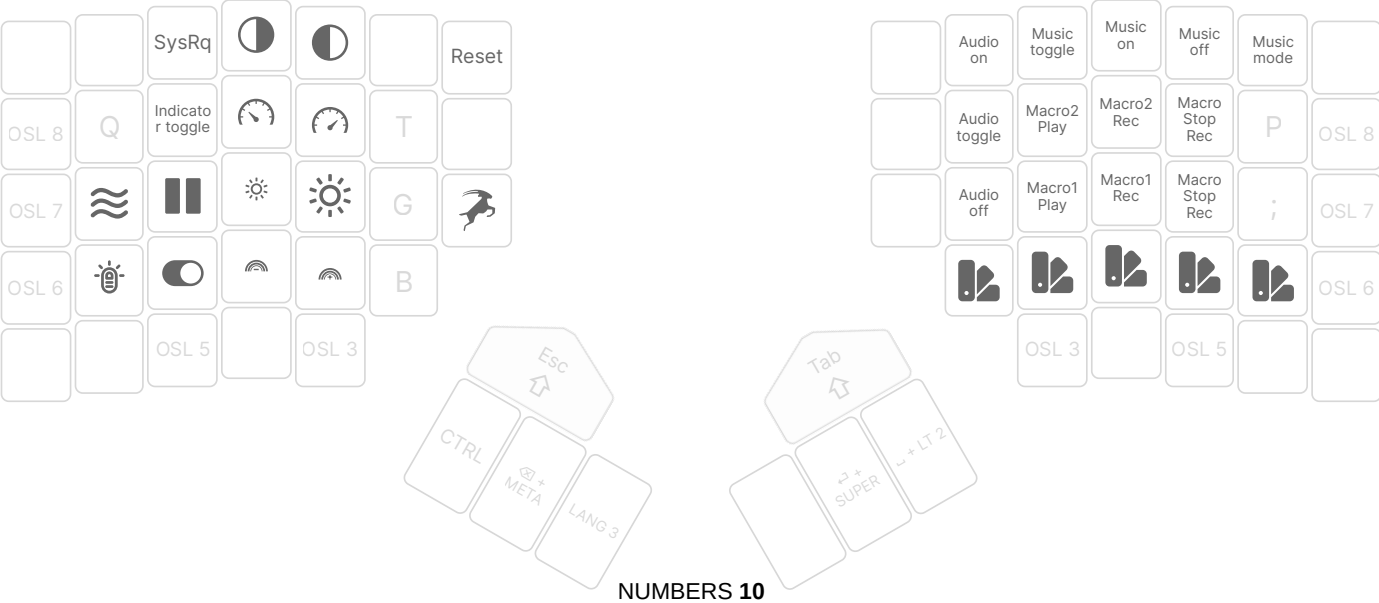 SysRq
Reset
Audio
on
Music
toggle
Music
on
Music
off
Music
mode
OSL 8
Q
Indicato
r toggle
T
Audio
toggle
Macro2
Play
Macro2
Rec
Macro
Stop
Rec
P
OSL 8
OSL 7
G
Audio
off
Macro1
Play
Macro1
Rec
Macro
Stop
Rec
;
OSL 7
OSL 6
B
OSL 6
OSL 5
OSL 3
OSL 3
OSL 5
Esc
Tab
CTRL
⌫ +
META
LANG 3
⏎ +
SUPER
⎵ + LT 2
NUMBERS 10